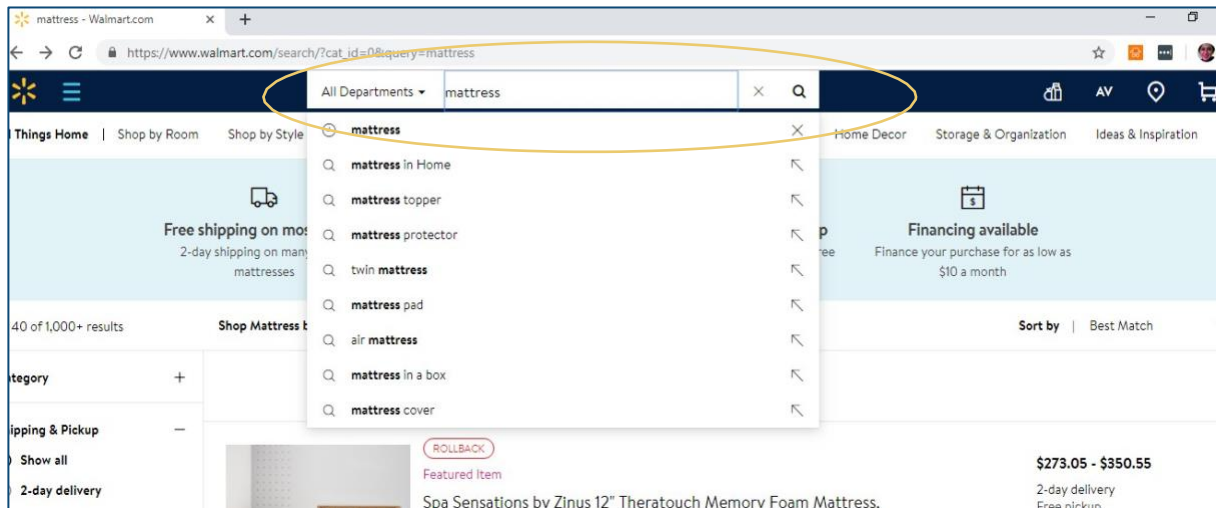 mattress - Walmart.com
https://www.walmart.com/search/?cat_id=0&query=mattress
All Departments mattress
AV
Things Home | Shop by Room Shop by Style Home Decor Storage & Organization Ideas & Inspiration
mattress
mattress in Home
mattress topper
mattress protector
twin mattress
mattress pad
air mattress
mattress in a box
mattress cover
Free shipping on
2-day shipping on
mattresses
Financing available
Finance your purchase for as low as
$10 a month
40 of 1,000+ results Shop Mattress Sort by | Best Match
& Pickup
Show all
2-day delivery
ROLLBACK
Featured Item
Spa Sensations by Zinus 12" Theratouch Memory Foam Mattress,
$273.05 - $350.55
2-day delivery
Free pickup